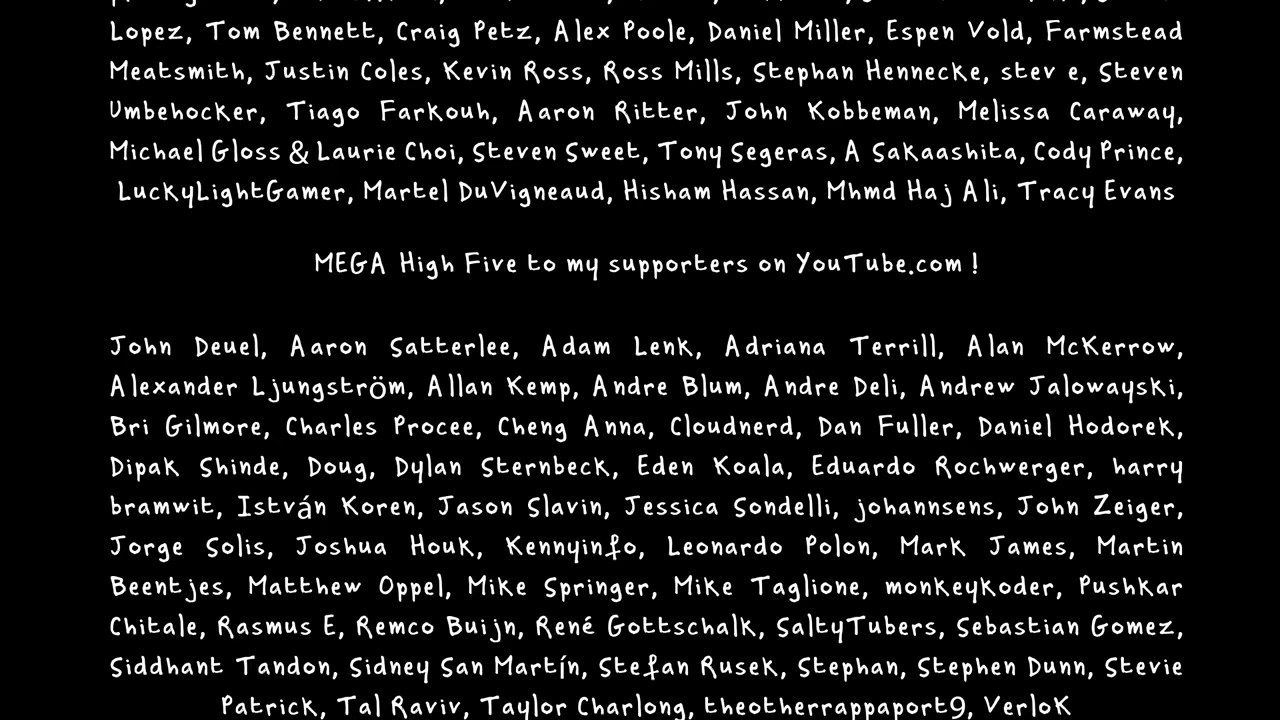 Lopez, Tom Bennett, Craig Petz, Alex Poole, Daniel Miller, Espen Vold, Farmstead
Meatsmith, Justin Coles, Kevin Ross, Ross Mills, Stephan Hennecke, stev e, Steven
Umbehocker, Tiago Farkouh, Aaron Ritter, John Kobbeman, Melissa Caraway,
Michael Gloss & Laurie Choi, Steven Sweet, Tony Segeras, A Sakaashita, Cody Prince,
LuckyLightGamer, Martel DuVigneaud, Hisham Hassan, Mhmd Haj Ali, Tracy Evans
MEGA High Five to my supporters on YouTube.com !
John Deuel, Aaron Satterlee, Adam Lenk, Adriana Terrill, Alan McKerrow,
Alexander Ljungström, Allan Kemp, Andre Blum, Andre Deli, Andrew Jalowayski,
Bri Gilmore, Charles Procee, Cheng Anna, Cloudnerd, Dan Fuller, Daniel Hodorek,
Dipak Shinde, Doug, Dylan Sternbeck, Eden Koala, Eduardo Rochwerger, harry
bramwit, István Koren, Jason Slavin, Jessica Sondelli, johannsens, John Zeiger,
Jorge Solis, Joshua Houk, Kennyinfo, Leonardo Polon, Mark James, Martin
Beentjes, Matthew Oppel, Mike Springer, Mike Taglione, monkeykoder, Pushkar
Chitale, Rasmus E, Remco Buijn, René Gottschalk, SaltyTubers, Sebastian Gomez,
Siddhant Tandon, Sidney San Martín, Stefan Rusek, Stephan, Stephen Dunn, Stevie
Patrick, Tal Raviv, Taylor Charlong, theotherrappaport9, VerloK